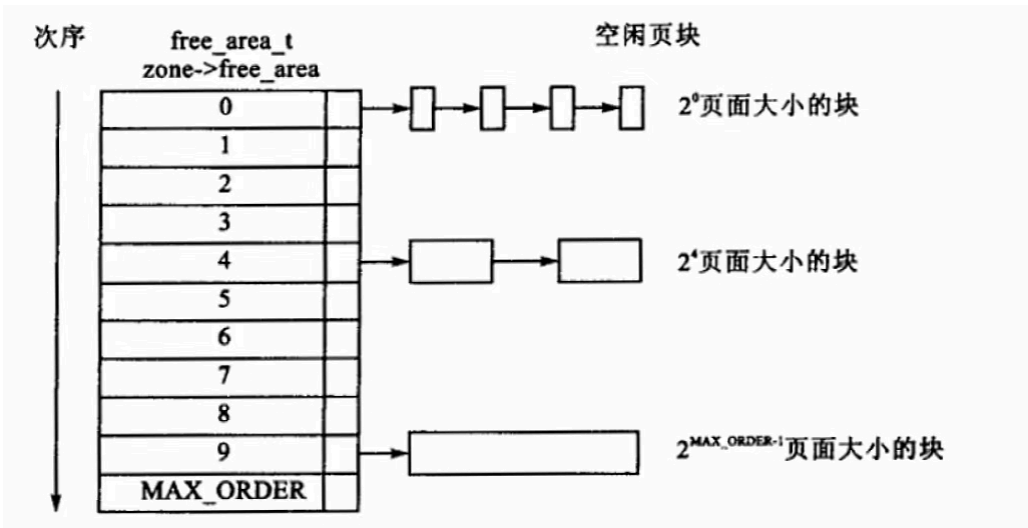 次序
free_area_t
zone->free_area
空闲页块
0
2⁰页面大小的块
1
2
3
4
2⁴页面大小的块
5
6
7
8
9
2^MAX_ORDER-1页面大小的块
MAX_ORDER